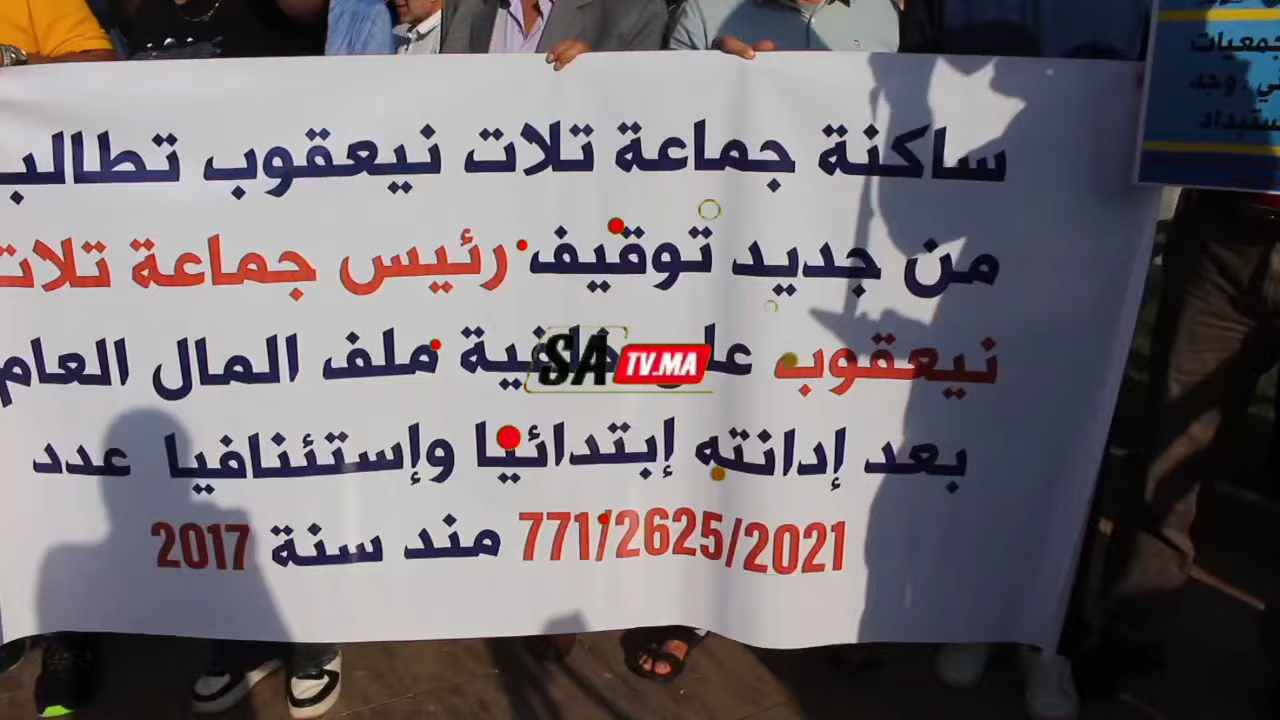 ساكنة جماعة تلات نيعقوب تطالب
من جديد توقيف رئيس جماعة تلات
نيعقوب على خلفية ملف المال العام
بعد إدانته إبتدائيا وإستئنافيا عدد
771/2625/2021 مند سنة 2017
SA TV.MA